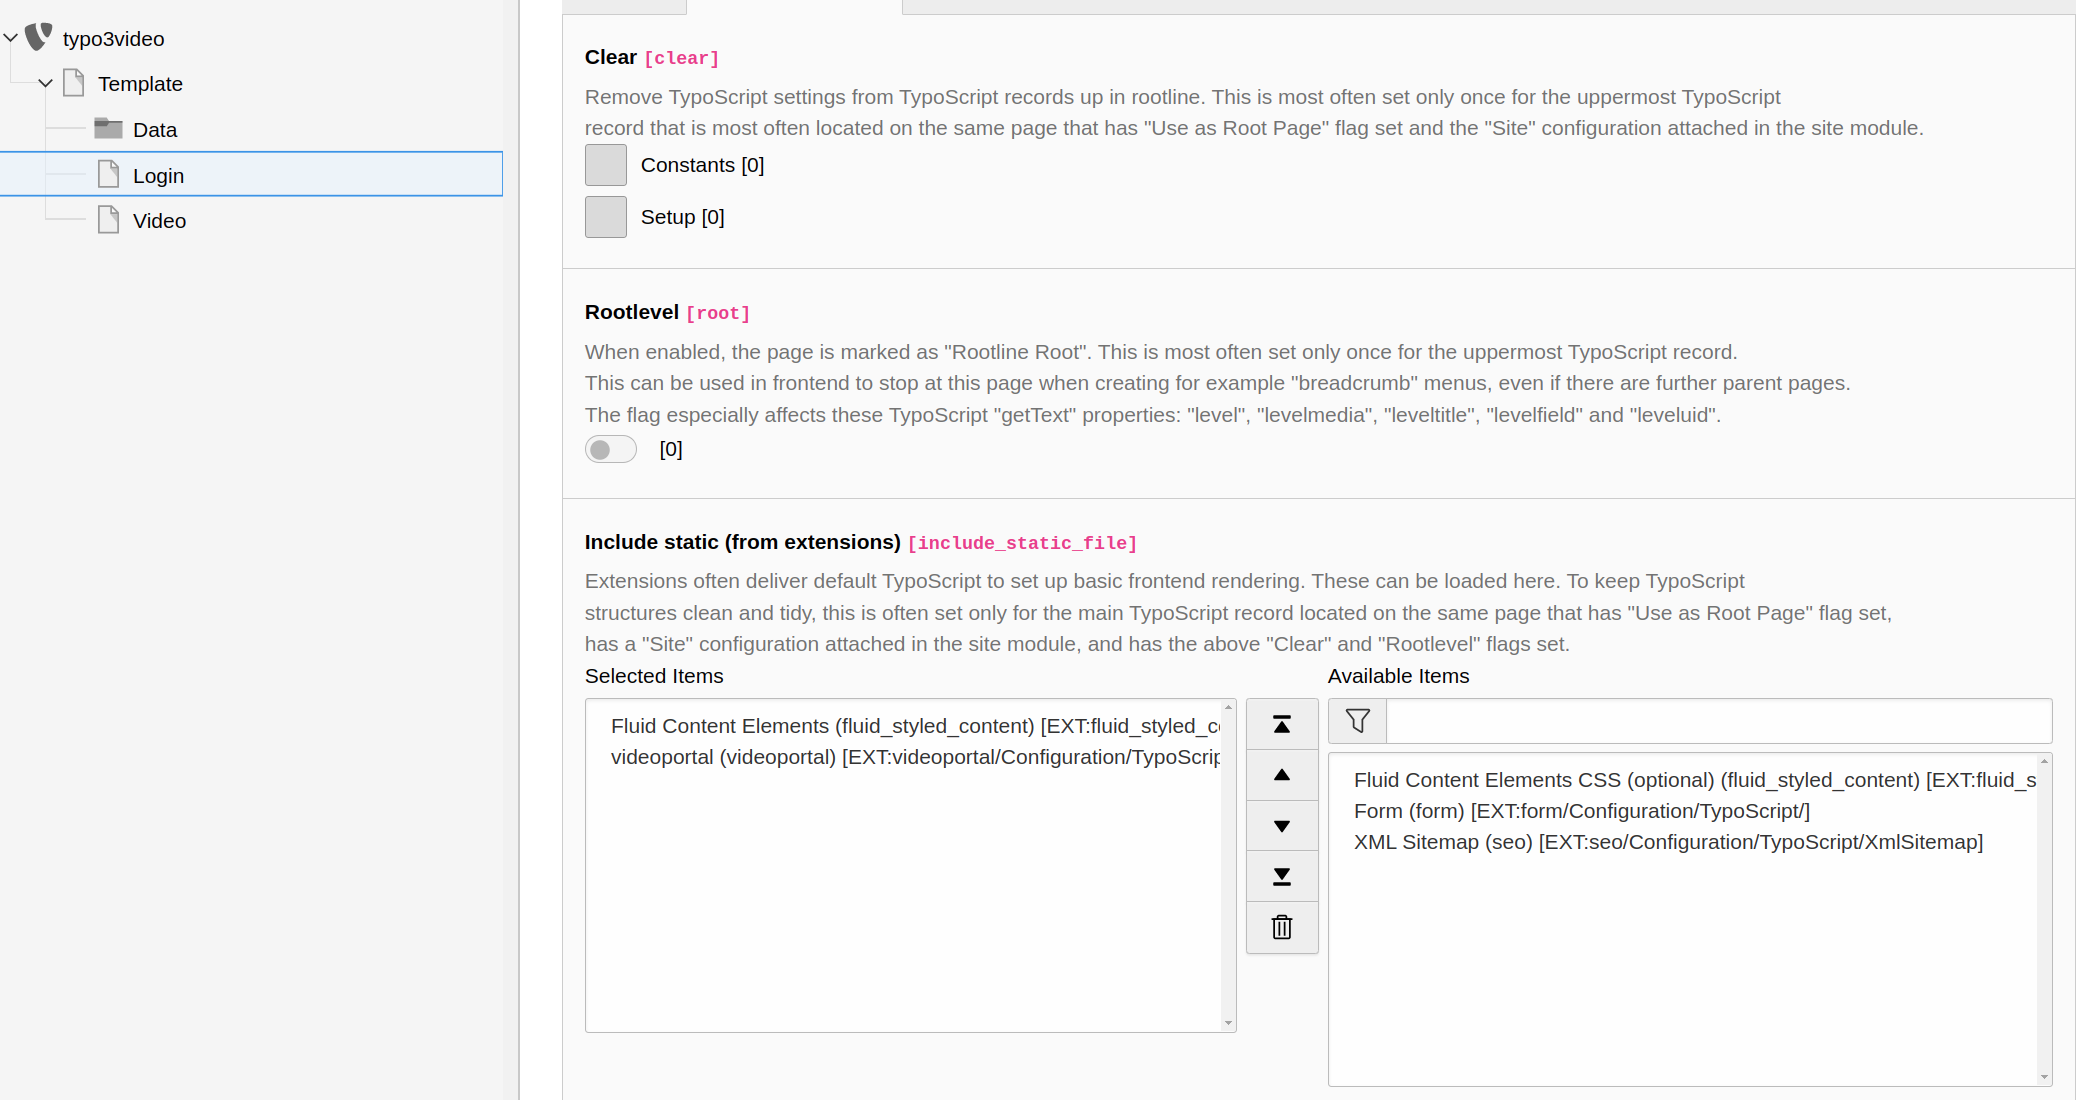 typo3video
Template
Data
Login
Video
Clear [clear]
Remove TypoScript settings from TypoScript records up in rootline. This is most often set only once for the uppermost TypoScript
record that is most often located on the same page that has "Use as Root Page" flag set and the "Site" configuration attached in the site module.
Constants [0]
Setup [0]
Rootlevel [root]
When enabled, the page is marked as "Rootline Root". This is most often set only once for the uppermost TypoScript record.
This can be used in frontend to stop at this page when creating for example "breadcrumb" menus, even if there are further parent pages.
The flag especially affects these TypoScript "getText" properties: "level", "levelmedia", "leveltitle", "levelfield" and "leveluid".
[0]
Include static (from extensions) [include_static_file]
Extensions often deliver default TypoScript to set up basic frontend rendering. These can be loaded here. To keep TypoScript
structures clean and tidy, this is often set only for the main TypoScript record located on the same page that has "Use as Root Page" flag set,
has a "Site" configuration attached in the site module, and has the above "Clear" and "Rootlevel" flags set.
Selected Items
Fluid Content Elements (fluid_styled_content) [EXT:fluid_styled_c
videoportal (videoportal) [EXT:videoportal/Configuration/TypoScrip
Available Items
Fluid Content Elements CSS (optional) (fluid_styled_content) [EXT:fluid_s
Form (form) [EXT:form/Configuration/TypoScript/]
XML Sitemap (seo) [EXT:seo/Configuration/TypoScript/XmlSitemap]